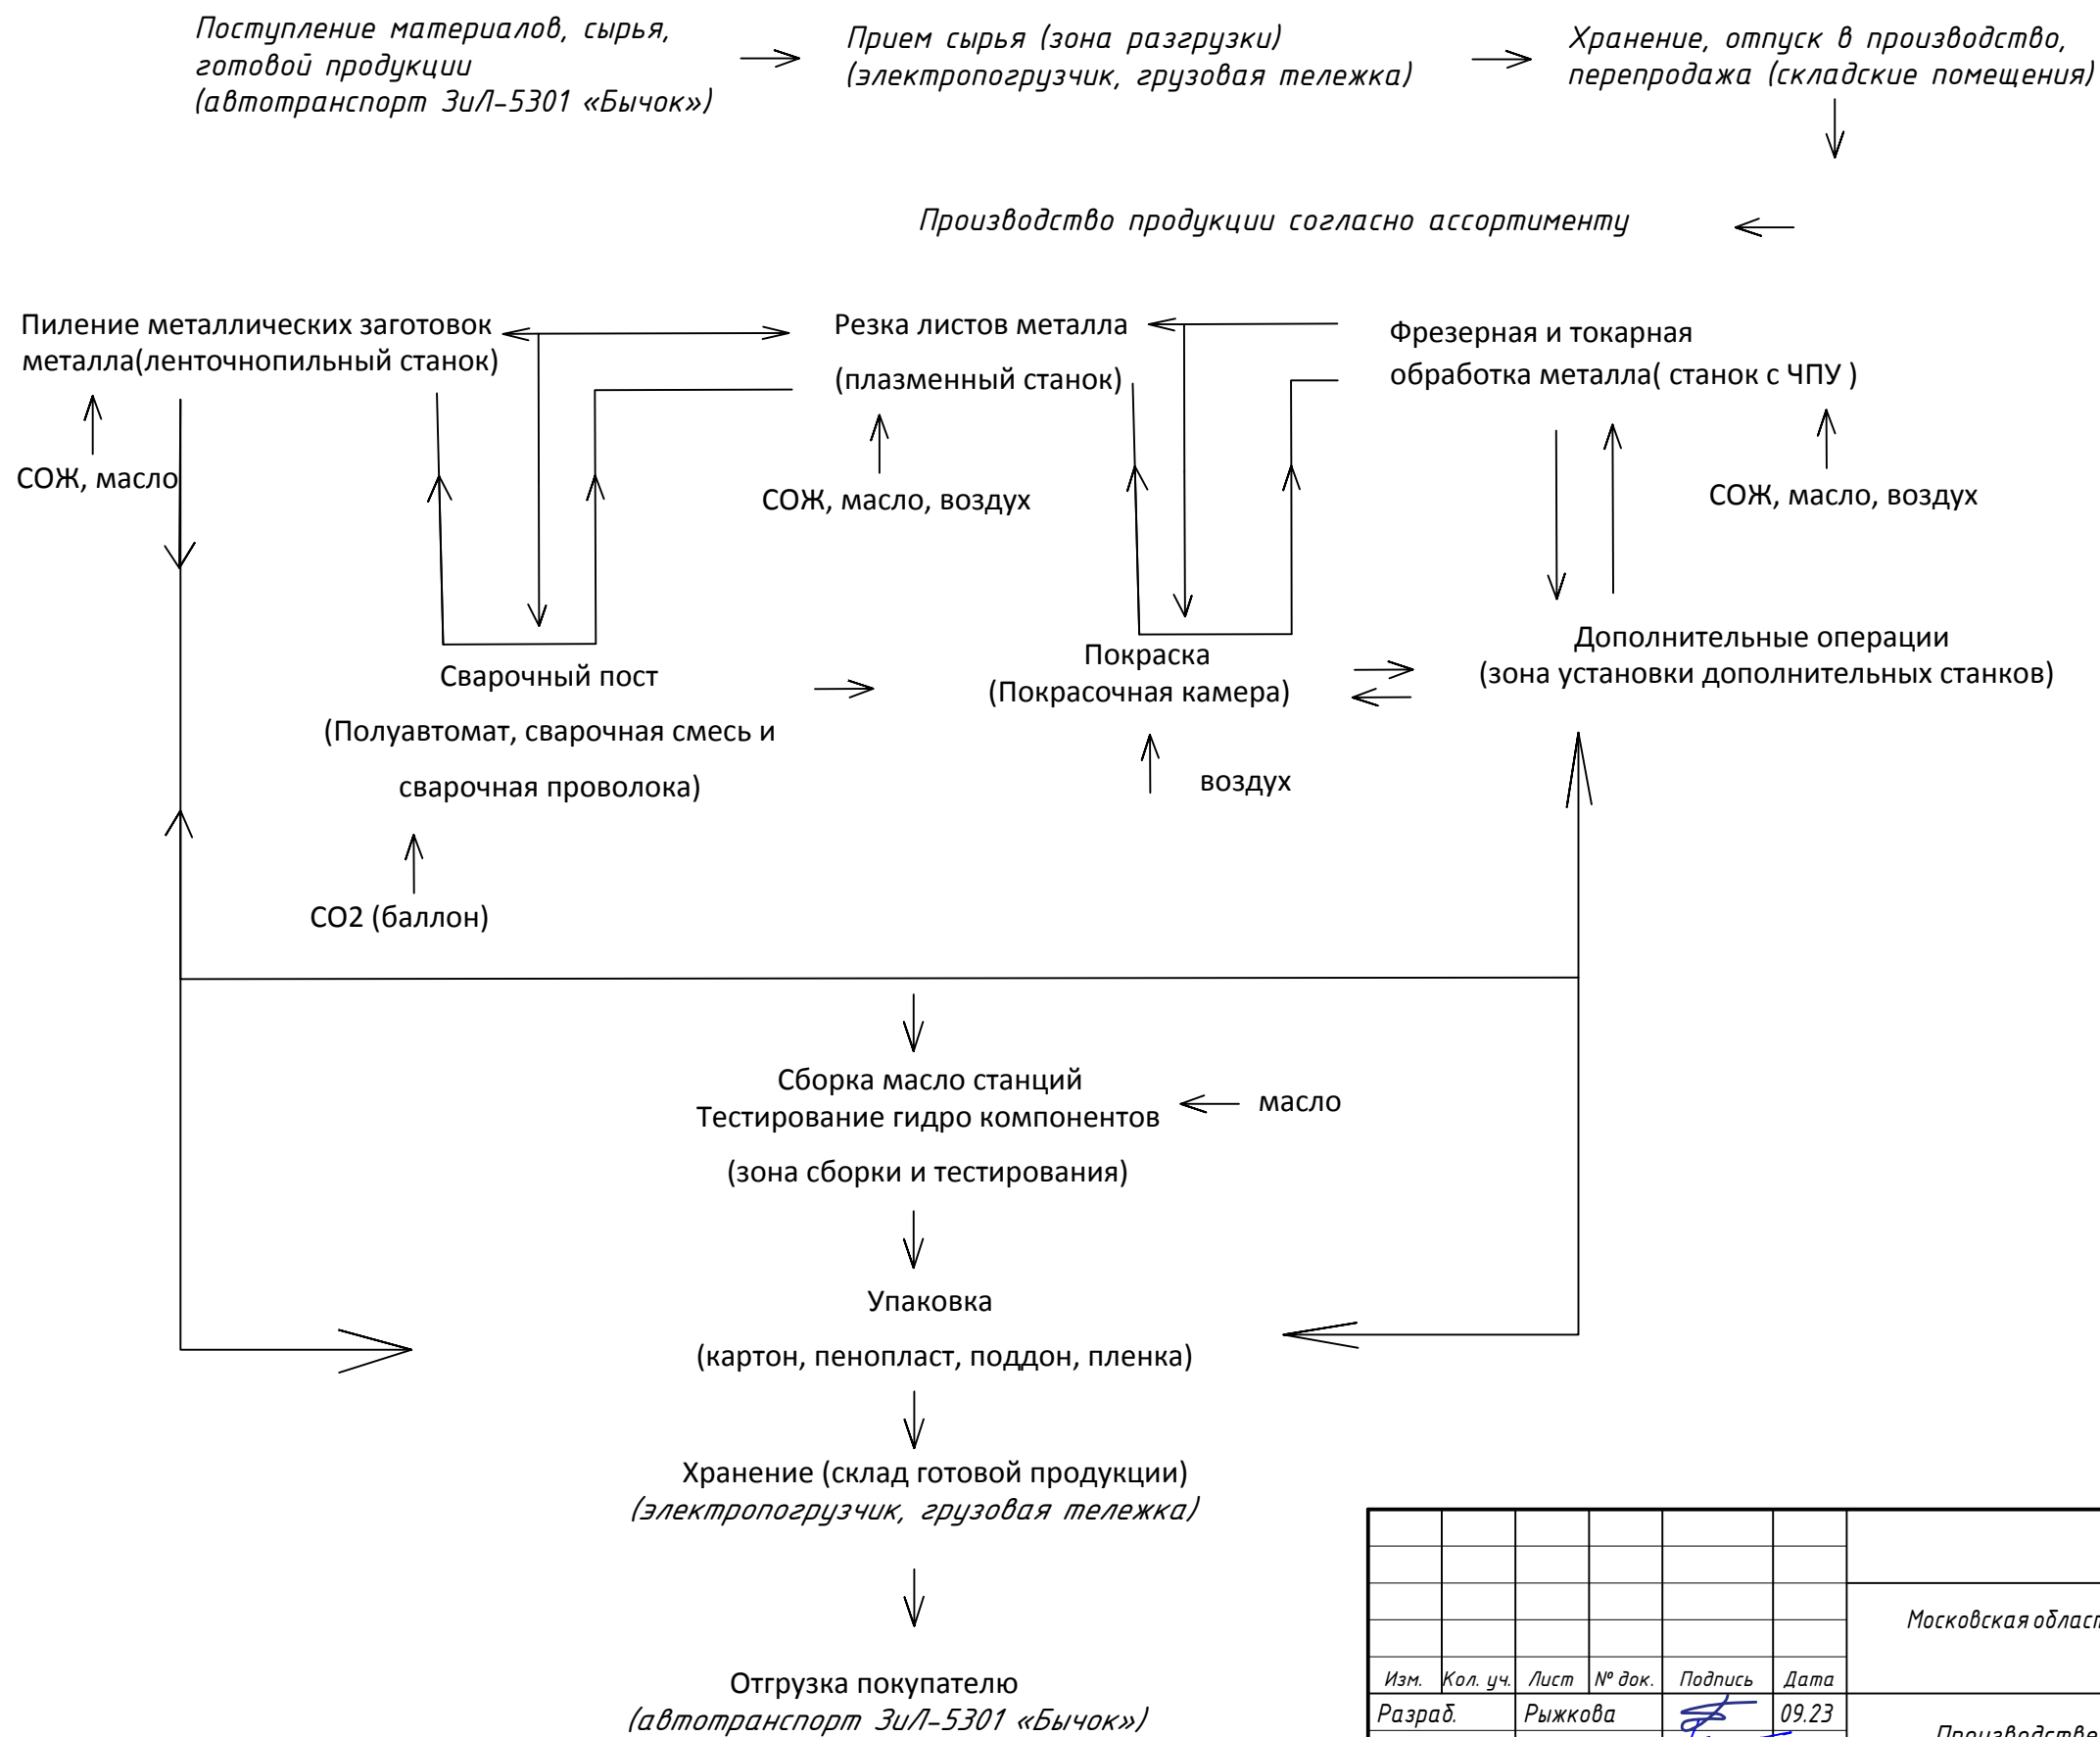 Поступление материалов, сырья,
готовой продукции
(автотранспорт ЗиЛ-5301 «Бычок»)
Прием сырья (зона разгрузки)
(электропогрузчик, грузовая тележка)
Хранение, отпуск в производство,
перепродажа (складские помещения)
Производство продукции согласно ассортименту
Пиление металлических заготовок
металла(ленточнопильный станок)
Резка листов металла
(плазменный станок)
Фрезерная и токарная
обработка металла( станок с ЧПУ )
СОЖ, масло
СОЖ, масло, воздух
СОЖ, масло, воздух
Сварочный пост
(Полуавтомат, сварочная смесь и
сварочная проволока)
Покраска
(Покрасочная камера)
Дополнительные операции
(зона установки дополнительных станков)
воздух
СО2 (баллон)
Сборка масло станций
Тестирование гидро компонентов
(зона сборки и тестирования)
масло
Упаковка
(картон, пенопласт, поддон, пленка)
Хранение (склад готовой продукции)
(электропогрузчик, грузовая тележка)
Отгрузка покупателю
(автотранспорт ЗиЛ-5301 «Бычок»)
Московская област
Изм. Кол. уч. Лист № док. Подпись Дата
Разраб. Рыжкова 09.23
Производстве